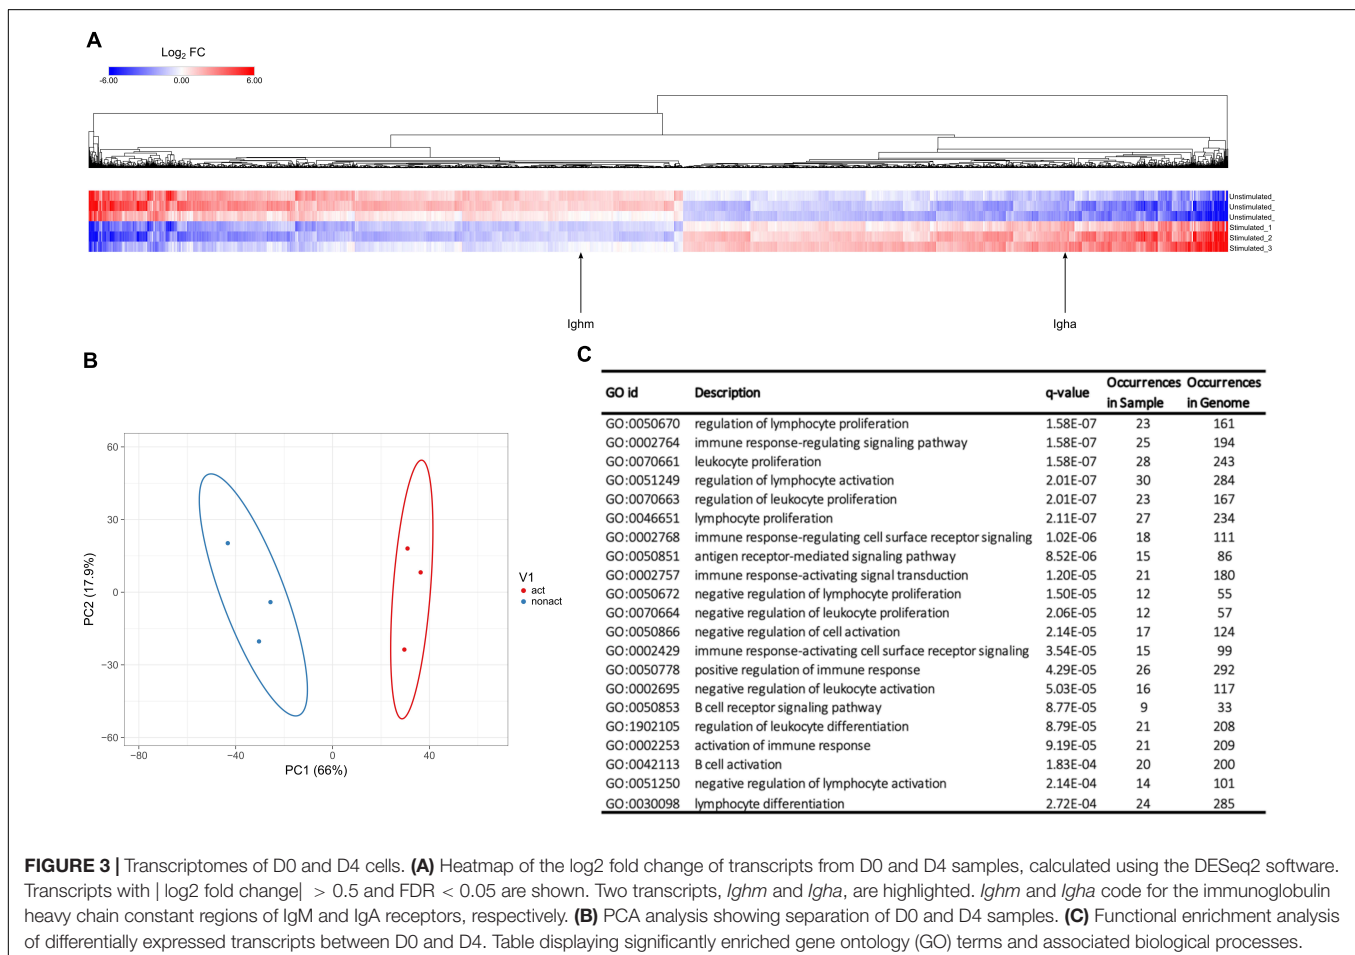 A
Log2 FC
-6.00 0.00 6.00
Unstimulated_
Unstimulated_
Unstimulated_
Stimulated_1
Stimulated_2
Stimulated_3
Ighm Igha
B
60
30
0
−30
−60
−80 −40 0 40
PC2 (17.9%)
PC1 (66%)
V1
act
nonact
C
GO id Description q-value Occurrences in Sample Occurrences in Genome
GO:0050670 regulation of lymphocyte proliferation 1.58E-07 23 161
GO:0002764 immune response-regulating signaling pathway 1.58E-07 25 194
GO:0070661 leukocyte proliferation 1.58E-07 28 243
GO:0051249 regulation of lymphocyte activation 2.01E-07 30 284
GO:0070663 regulation of leukocyte proliferation 2.01E-07 23 167
GO:0046651 lymphocyte proliferation 2.11E-07 27 234
GO:0002768 immune response-regulating cell surface receptor signaling 1.02E-06 18 111
GO:0050851 antigen receptor-mediated signaling pathway 8.52E-06 15 86
GO:0002757 immune response-activating signal transduction 1.20E-05 21 180
GO:0050672 negative regulation of lymphocyte proliferation 1.50E-05 12 55
GO:0070664 negative regulation of leukocyte proliferation 2.06E-05 12 57
GO:0050866 negative regulation of cell activation 2.14E-05 17 124
GO:0002429 immune response-activating cell surface receptor signaling 3.54E-05 15 99
GO:0050778 positive regulation of immune response 4.29E-05 26 292
GO:0002695 negative regulation of leukocyte activation 5.03E-05 16 117
GO:0050853 B cell receptor signaling pathway 8.77E-05 9 33
GO:1902105 regulation of leukocyte differentiation 8.79E-05 21 208
GO:0002253 activation of immune response 9.19E-05 21 209
GO:0042113 B cell activation 1.83E-04 20 200
GO:0051250 negative regulation of lymphocyte activation 2.14E-04 14 101
GO:0030098 lymphocyte differentiation 2.72E-04 24 285
FIGURE 3 | Transcriptomes of D0 and D4 cells. (A) Heatmap of the log2 fold change of transcripts from D0 and D4 samples, calculated using the DESeq2 software.
Transcripts with | log2 fold change| > 0.5 and FDR < 0.05 are shown. Two transcripts, Ighm and Igha, are highlighted. Ighm and Igha code for the immunoglobulin
heavy chain constant regions of IgM and IgA receptors, respectively. (B) PCA analysis showing separation of D0 and D4 samples. (C) Functional enrichment analysis
of differentially expressed transcripts between D0 and D4. Table displaying significantly enriched gene ontology (GO) terms and associated biological processes.